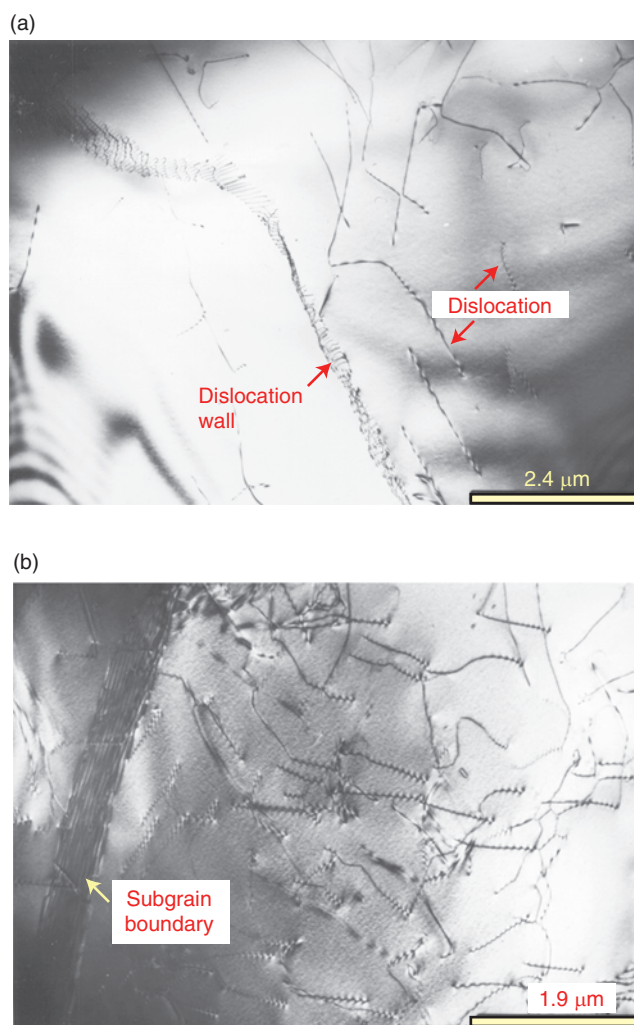 (a)
Dislocation
Dislocation
wall
2.4 μm
(b)
Subgrain
boundary
1.9 μm